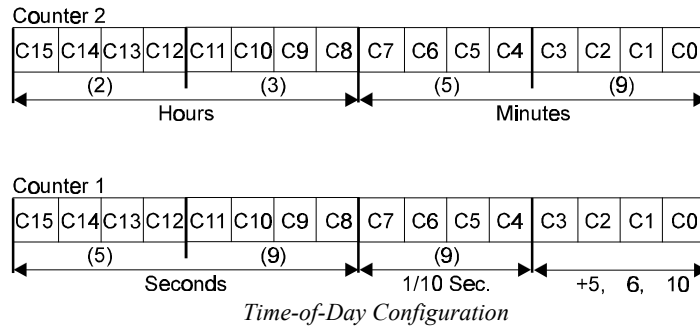 Counter 2
C15 C14 C13 C12 C11 C10 C9 C8 C7 C6 C5 C4 C3 C2 C1 C0
(2) (3) (5) (9)
Hours Minutes
Counter 1
C15 C14 C13 C12 C11 C10 C9 C8 C7 C6 C5 C4 C3 C2 C1 C0
(5) (9) (9)
Seconds 1/10 Sec. +5, 6, 10
Time-of-Day Configuration